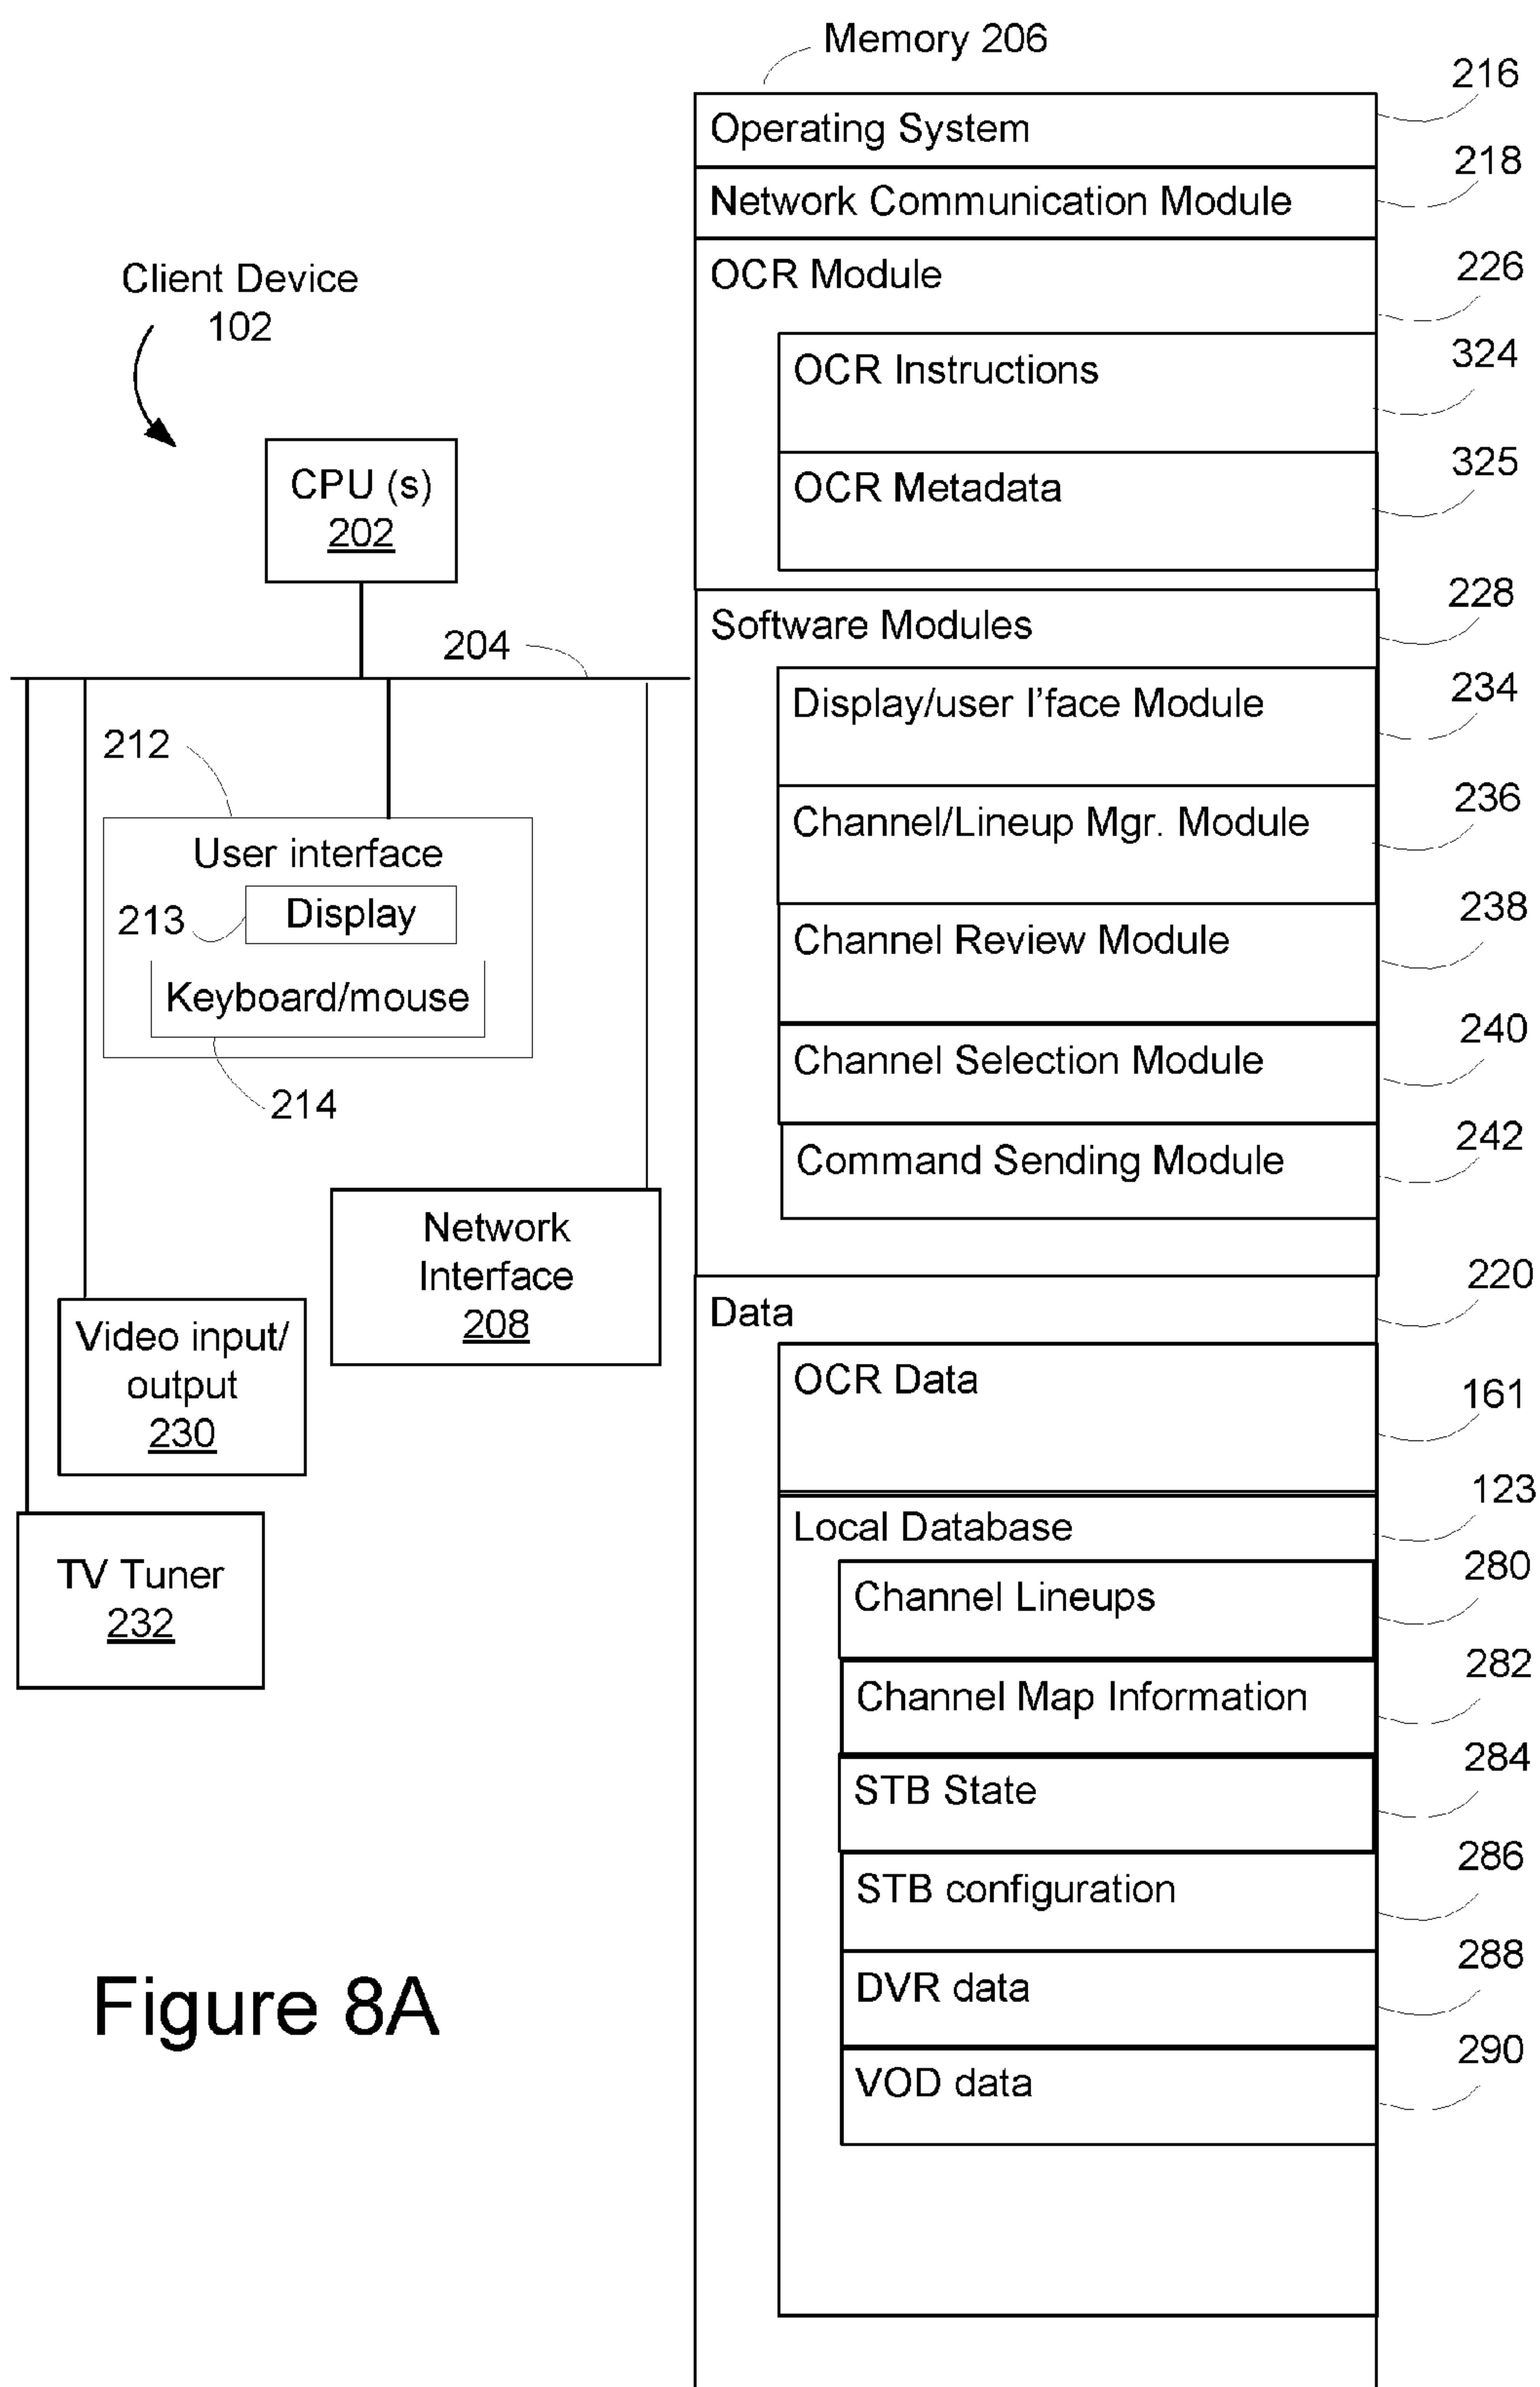 Memory 206
216
Operating System
218
Network Communication Module
226
OCR Module
324
OCR Instructions
325
OCR Metadata
228
Software Modules
234
Display/user I'face Module
236
Channel/Lineup Mgr. Module
238
Channel Review Module
240
Channel Selection Module
242
Command Sending Module
220
Data
OCR Data
161
123
Local Database
280
Channel Lineups
282
Channel Map Information
284
STB State
286
STB configuration
288
DVR data
290
VOD data
Client Device
102
CPU (s)
202
204
212
User interface
213
Display
Keyboard/mouse
214
Network
Interface
208
Video input/
output
230
TV Tuner
232
Figure 8A